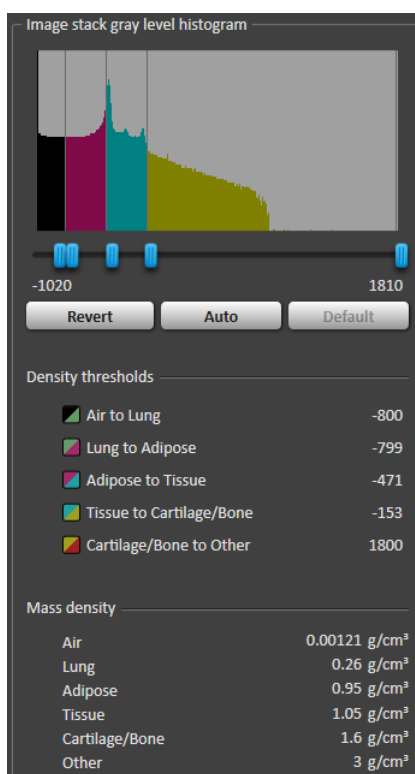 Image stack gray level histogram
-1020 1810
Revert Auto Default
Density thresholds
Air to Lung -800
Lung to Adipose -799
Adipose to Tissue -471
Tissue to Cartilage/Bone -153
Cartilage/Bone to Other 1800
Mass density
Air 0.00121 g/cm³
Lung 0.26 g/cm³
Adipose 0.95 g/cm³
Tissue 1.05 g/cm³
Cartilage/Bone 1.6 g/cm³
Other 3 g/cm³